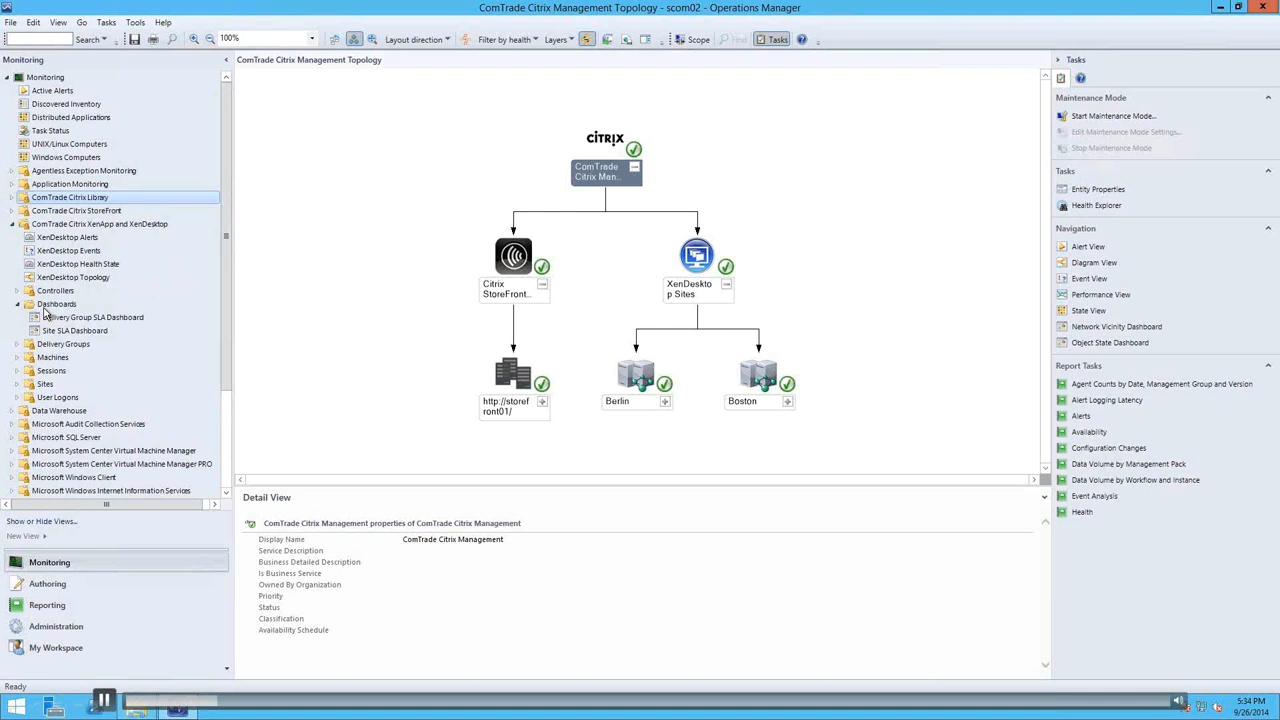 ComTrade Citrix Management Topology - scom02 - Operations Manager
File Edit View Go Tasks Tools Help
Search 100% Layout direction Filter by health Layers Scope Find Tasks
Monitoring
Monitoring
Active Alerts
Discovered Inventory
Distributed Applications
Task Status
UNIX/Linux Computers
Windows Computers
Agentless Exception Monitoring
Application Monitoring
ComTrade Citrix Library
ComTrade Citrix StoreFront
ComTrade Citrix XenApp and XenDesktop
XenDesktop Alerts
XenDesktop Events
XenDesktop Health State
XenDesktop Topology
Controllers
Dashboards
Delivery Group SLA Dashboard
Site SLA Dashboard
Delivery Groups
Machines
Sessions
Sites
User Logons
Data Warehouse
Microsoft Audit Collection Services
Microsoft SQL Server
Microsoft System Center Virtual Machine Manager
Microsoft System Center Virtual Machine Manager PRO
Microsoft Windows Client
Microsoft Windows Internet Information Services
Show or Hide Views...
New View
Monitoring
Authoring
Reporting
Administration
My Workspace
ComTrade Citrix Management Topology
CITRIX
ComTrade
Citrix Man...
Citrix
StoreFront...
XenDeskto
p Sites
http://storef
ront01/
Berlin
Boston
Detail View
ComTrade Citrix Management properties of ComTrade Citrix Management
Display Name ComTrade Citrix Management
Service Description
Business Detailed Description
Is Business Service
Owned By Organization
Priority
Status
Classification
Availability Schedule
Tasks
Maintenance Mode
Start Maintenance Mode...
Edit Maintenance Mode Settings...
Stop Maintenance Mode
Tasks
Entity Properties
Health Explorer
Navigation
Alert View
Diagram View
Event View
Performance View
State View
Network Vicinity Dashboard
Object State Dashboard
Report Tasks
Agent Counts by Date, Management Group and Version
Alert Logging Latency
Alerts
Availability
Configuration Changes
Data Volume by Management Pack
Data Volume by Workflow and Instance
Event Analysis
Health
Ready
5:34 PM
9/26/2014